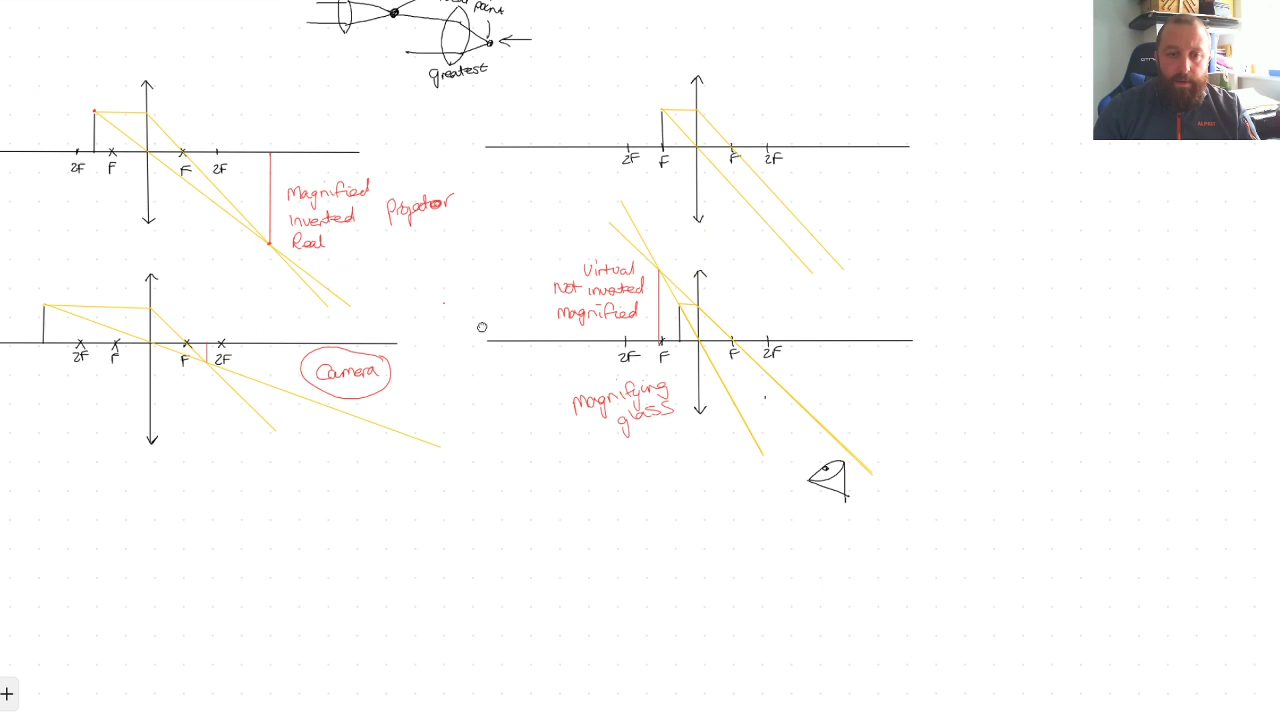 point
greatest
2F F F 2F
Magnified
inverted
Real
Projector
2F F F 2F
Camera
2F F F 2F
Virtual
Not inverted
Magnified
2F F F 2F
Magnifying
glass